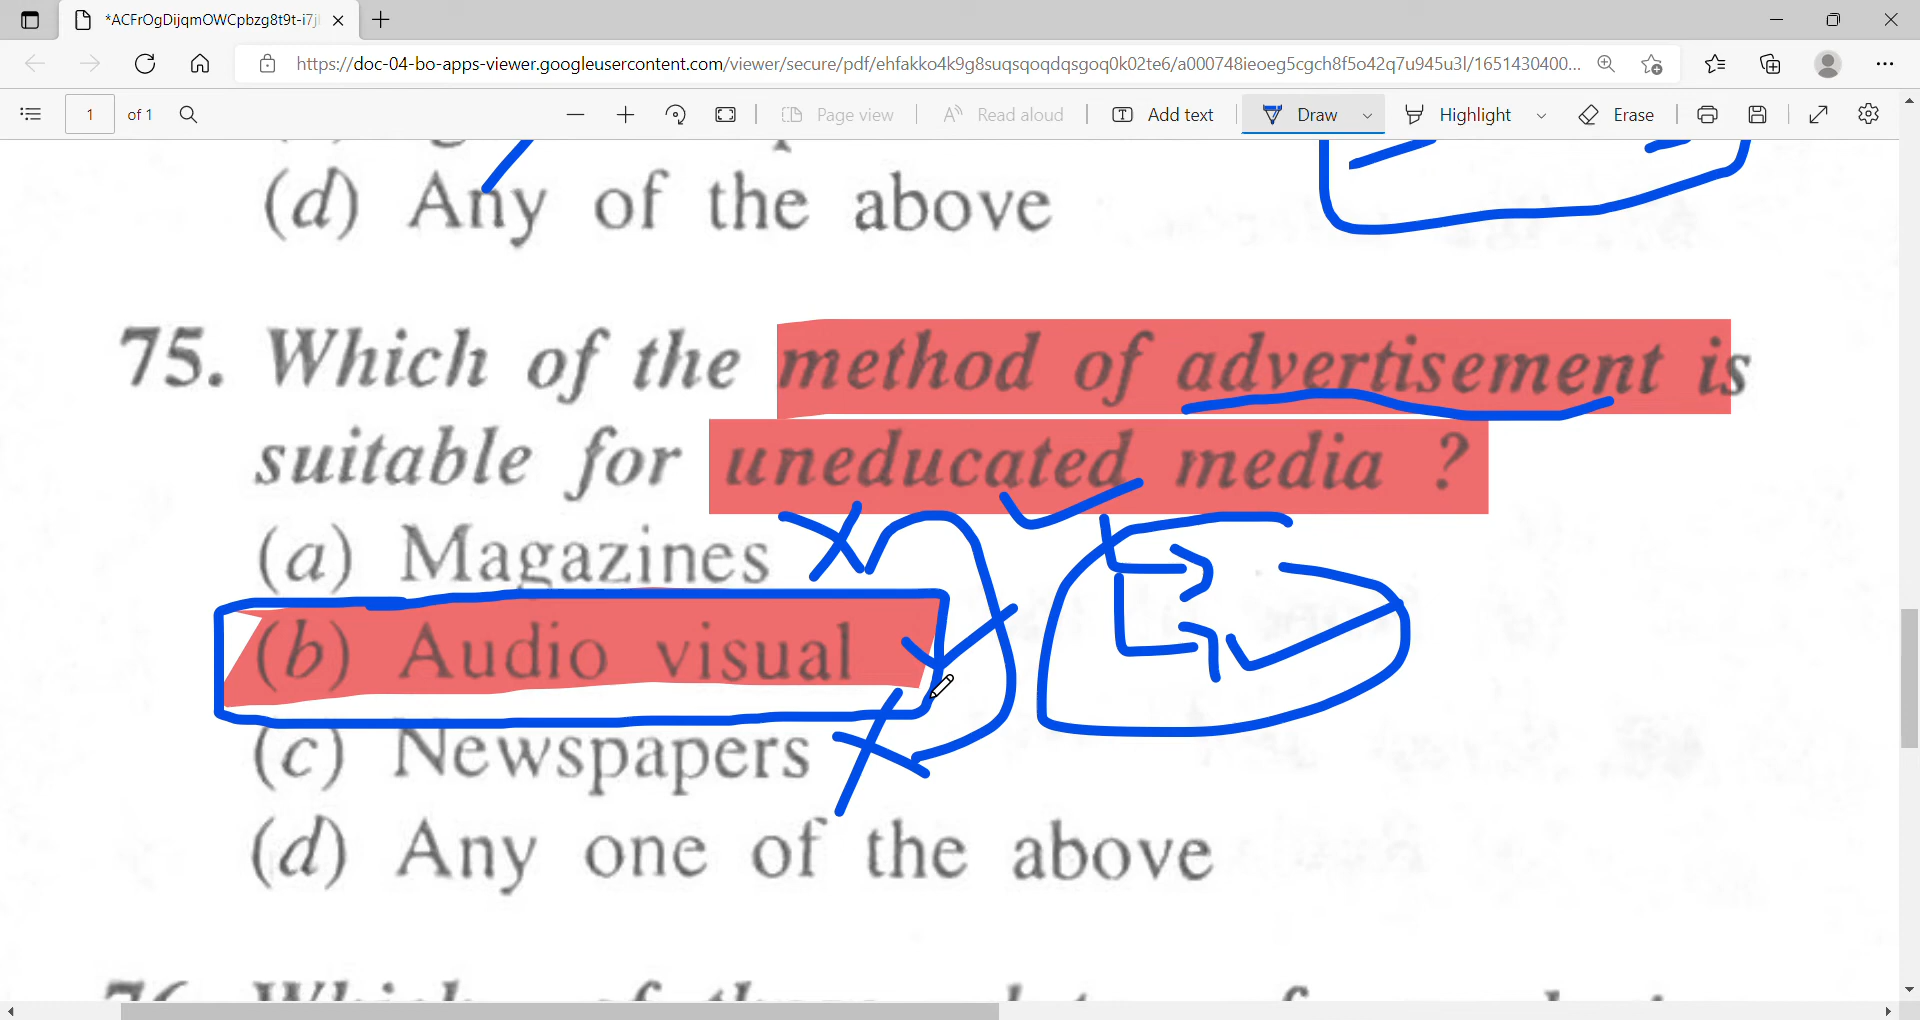 *ACFrOgDijqmOWCpbzg8t9t-i7jl
https://doc-04-bo-apps-viewer.googleusercontent.com/viewer/secure/pdf/ehfakko4k9g8suqsqoqdqsgoq0k02te6/a000748ieoeg5cgch8f5o42q7u945u3l/1651430400...
1 of 1 Page view Read aloud Add text Draw Highlight Erase
(d) Any of the above
75. Which of the method of advertisement is
suitable for uneducated media ?
(a) Magazines
(b) Audio visual
(c) Newspapers
(d) Any one of the above